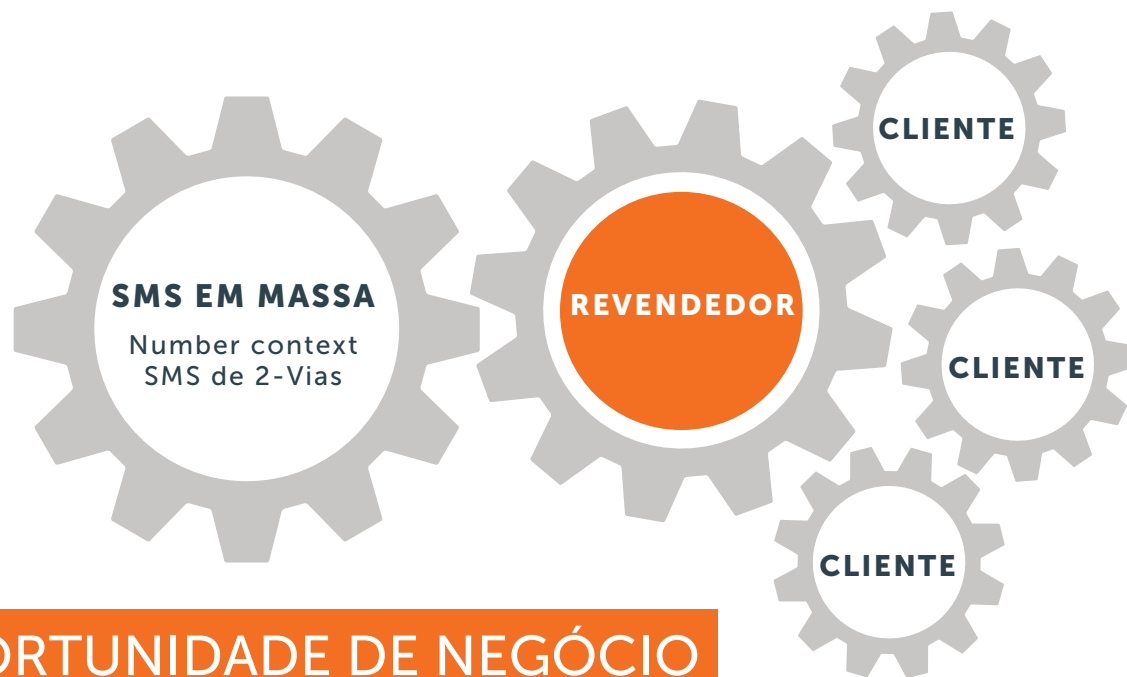 SMS EM MASSA
Number context
SMS de 2-Vias
REVENDEDOR
CLIENTE
CLIENTE
CLIENTE
ORTUNIDADE DE NEGÓCIO